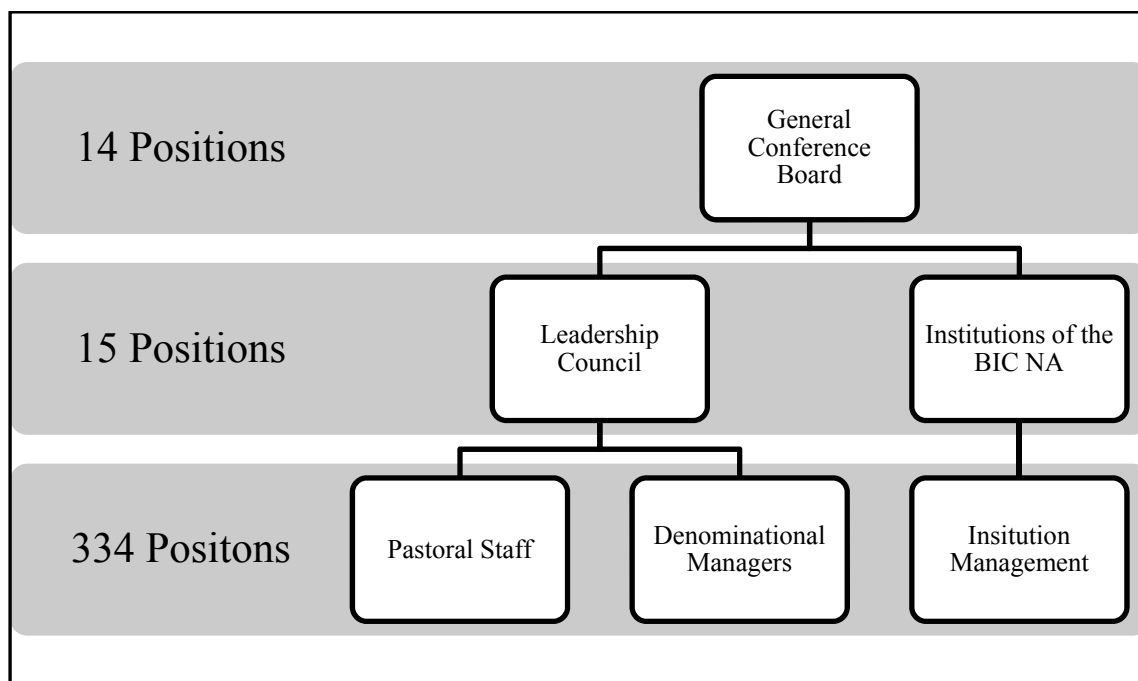 14 Positions
General
Conference
Board
15 Positions
Leadership
Council
Institutions of the
BIC NA
334 Positons
Pastoral Staff
Denominational
Managers
Insitution
Management